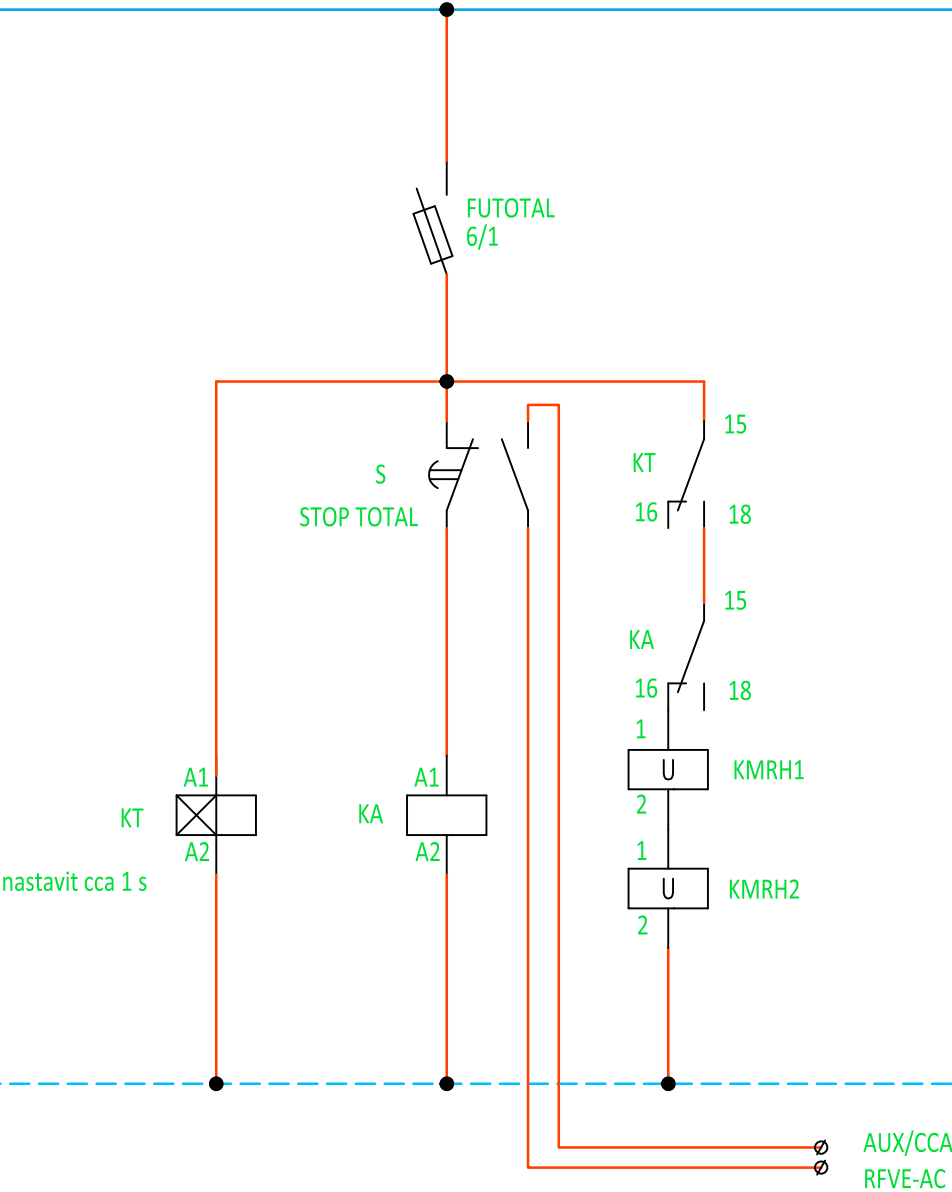 FUTOTAL
6/1
15
KT
S
16
18
STOP TOTAL
15
KA
16
18
1
A1
A1
U
KMRH1
KT
KA
2
A2
A2
1
nastavit cca 1 s
U
KMRH2
2
AUX/CCA
RFVE-AC